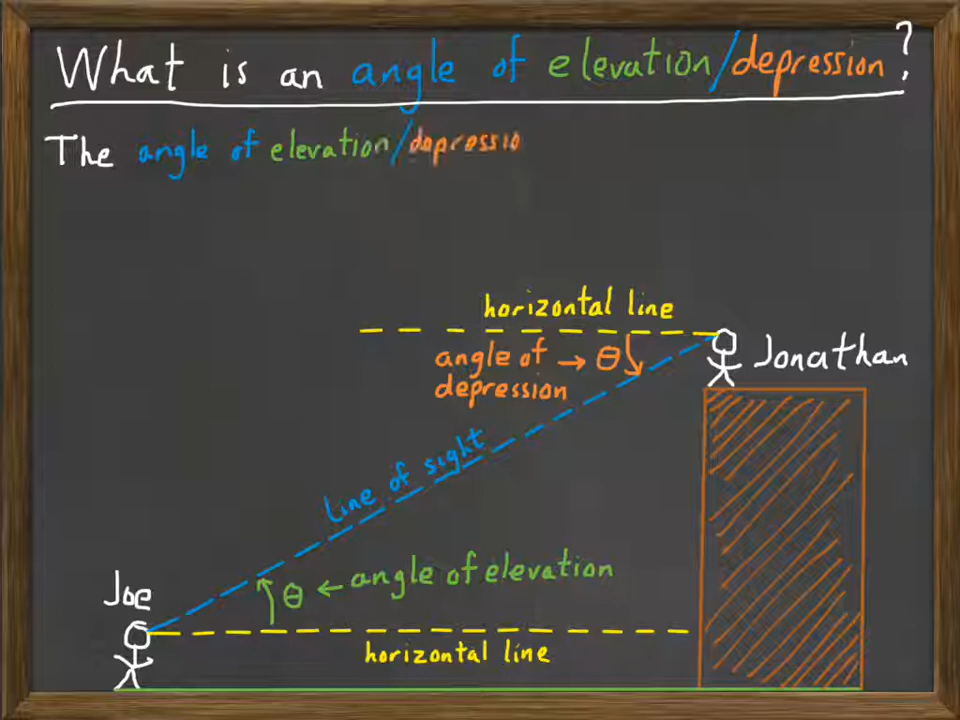 What is an angle of elevation/depression?
The angle of elevation/depressio
horizontal line
angle of → θ
depression
Jonathan
line of sight
θ ← angle of elevation
Joe
horizontal line